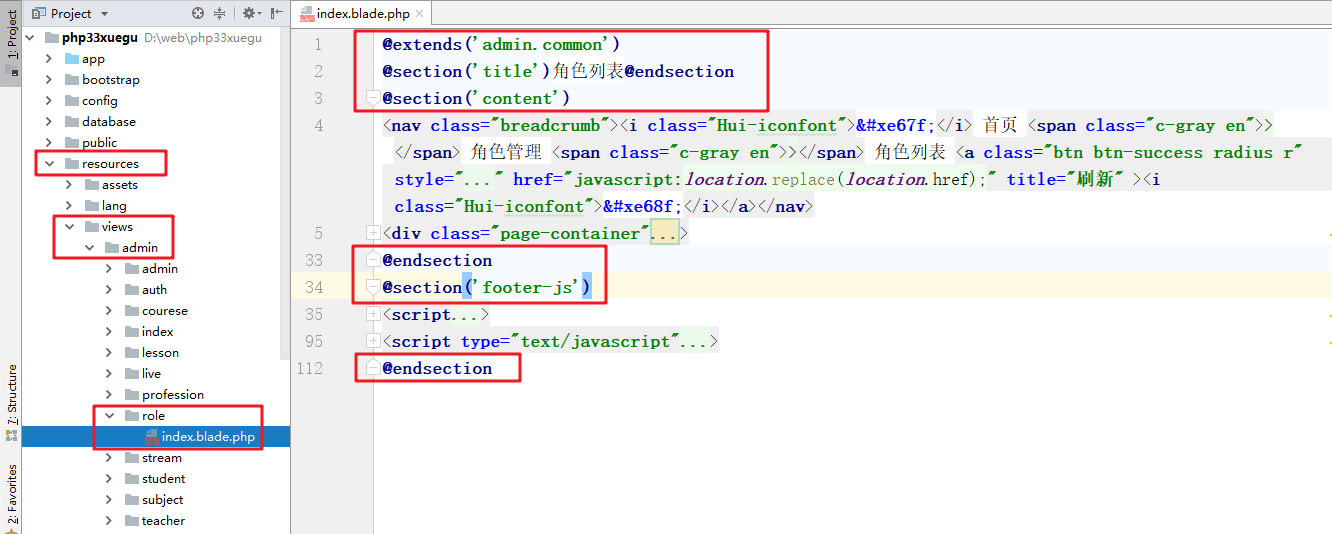 Project
index.blade.php
1: Project
7: Structure
2: Favorites
php33xuegu D:\web\php33xuegu
app
bootstrap
config
database
public
resources
assets
lang
views
admin
admin
auth
courese
index
lesson
live
profession
role
index.blade.php
stream
student
subject
teacher
1 @extends('admin.common')
2 @section('title')角色列表@endsection
3 @section('content')
4 <nav class="breadcrumb"><i class="Hui-iconfont">&#xe67f;</i> 首页 <span class="c-gray en">>
</span> 角色管理 <span class="c-gray en">></span> 角色列表 <a class="btn btn-success radius r"
style="..." href="javascript:location.replace(location.href);" title="刷新" ><i
class="Hui-iconfont">&#xe68f;</i></a></nav>
5 <div class="page-container"...>
33 @endsection
34 @section('footer-js')
35 <script...>
95 <script type="text/javascript"...>
112 @endsection